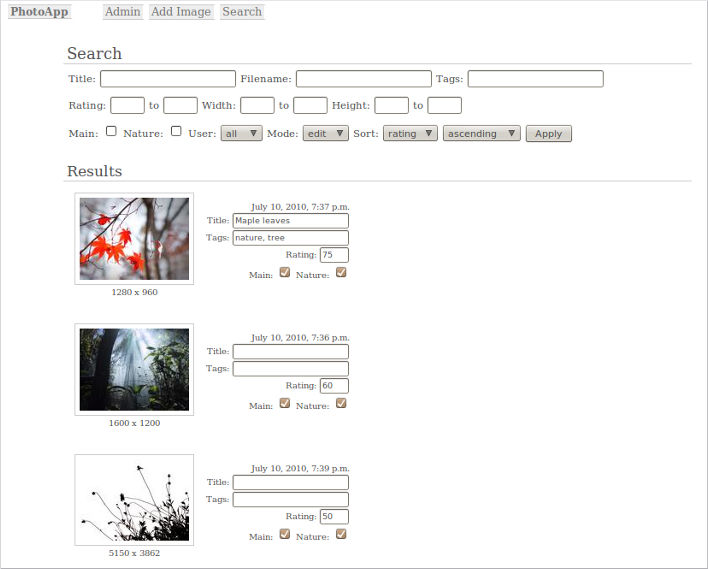 PhotoApp Admin Add Image Search
Search
Title: Filename: Tags:
Rating: to Width: to Height: to
Main: Nature: User: all Mode: edit Sort: rating ascending Apply
Results
July 10, 2010, 7:37 p.m.
Title: Maple leaves
Tags: nature, tree
Rating: 75
Main: Nature:
1280 x 960
July 10, 2010, 7:36 p.m.
Title:
Tags:
Rating: 60
Main: Nature:
1600 x 1200
July 10, 2010, 7:39 p.m.
Title:
Tags:
Rating: 50
Main: Nature:
5150 x 3862